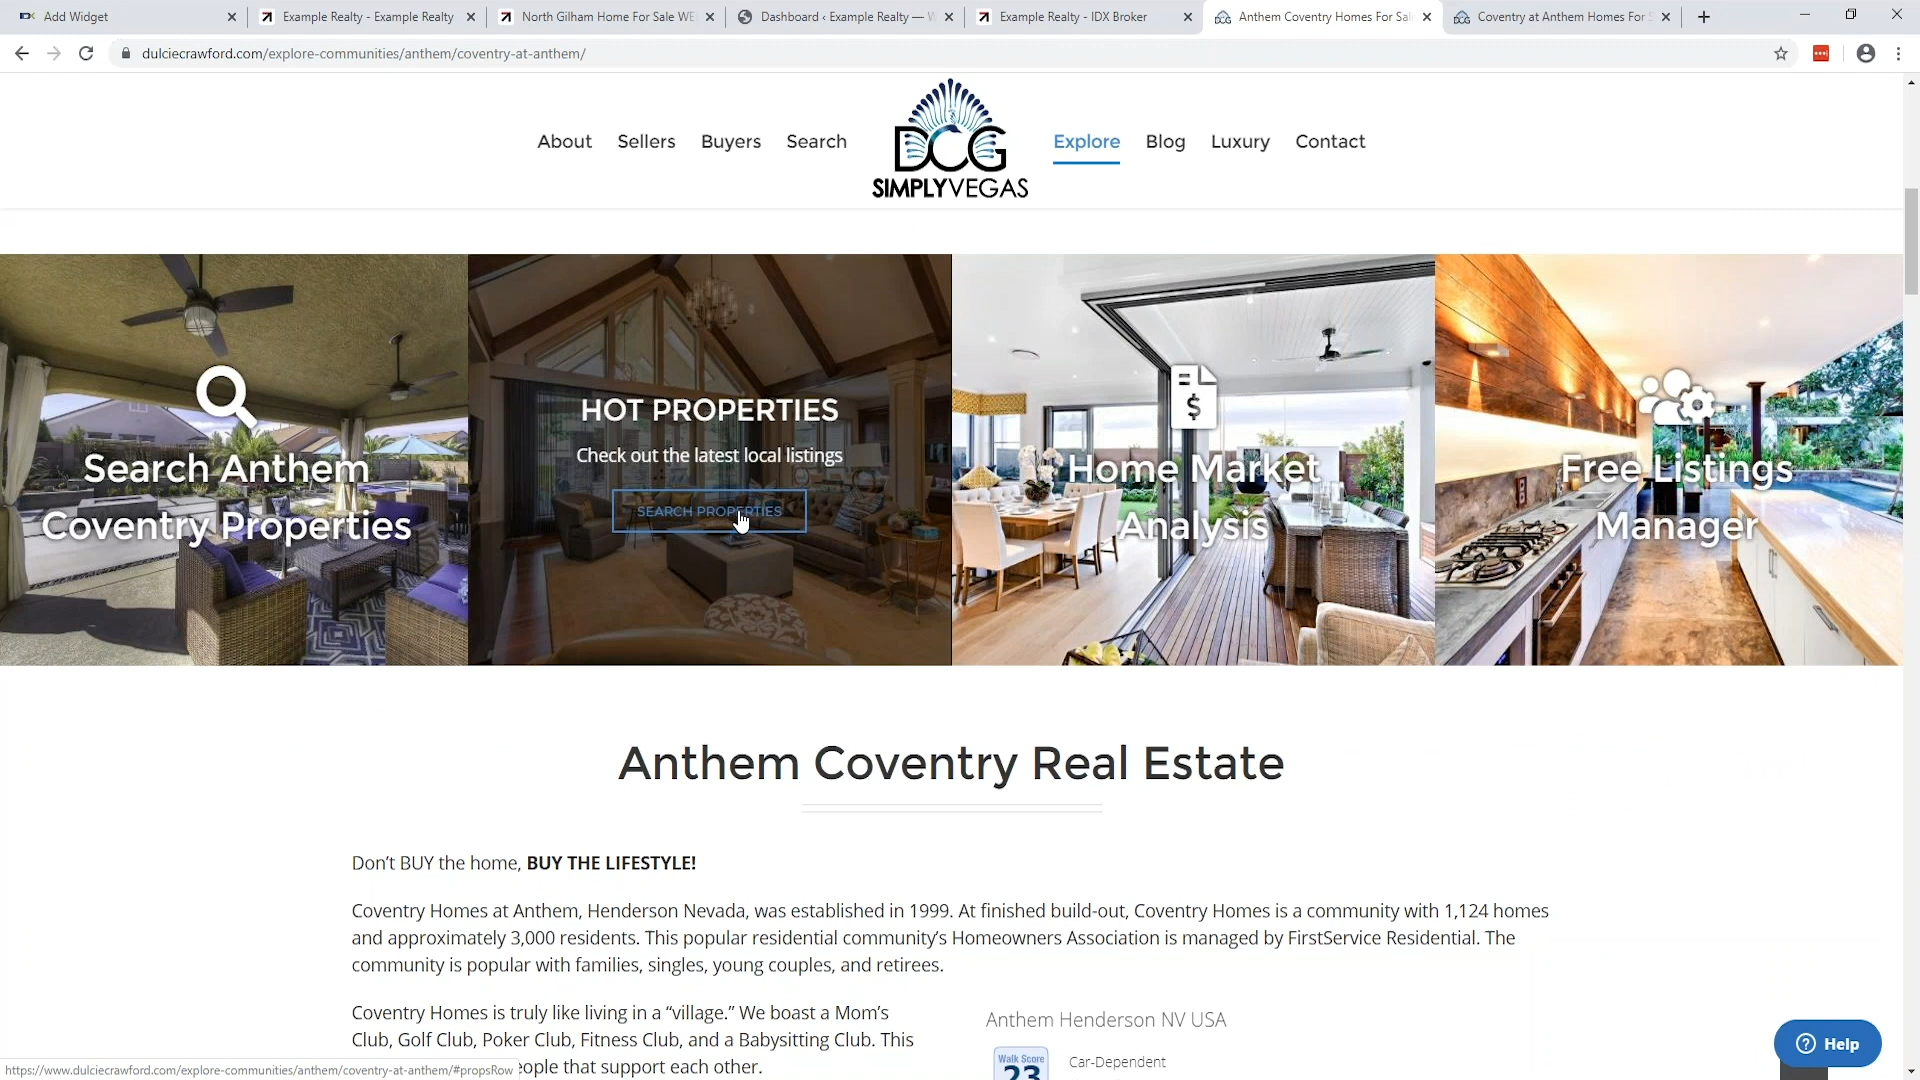 Add Widget
Example Realty - Example Realty
North Gilham Home For Sale WE
Dashboard ‹ Example Realty — W
Example Realty - IDX Broker
Anthem Coventry Homes For Sal
Coventry at Anthem Homes For S
dulciecrawford.com/explore-communities/anthem/coventry-at-anthem/
About
Sellers
Buyers
Search
DCG
SIMPLYVEGAS
Explore
Blog
Luxury
Contact
Search Anthem
Coventry Properties
HOT PROPERTIES
Check out the latest local listings
SEARCH PROPERTIES
Home Market
Analysis
Free Listings
Manager
Anthem Coventry Real Estate
Don't BUY the home, BUY THE LIFESTYLE!
Coventry Homes at Anthem, Henderson Nevada, was established in 1999. At finished build-out, Coventry Homes is a community with 1,124 homes
and approximately 3,000 residents. This popular residential community's Homeowners Association is managed by FirstService Residential. The
community is popular with families, singles, young couples, and retirees.
Coventry Homes is truly like living in a “village.” We boast a Mom's
Club, Golf Club, Poker Club, Fitness Club, and a Babysitting Club. This
eople that support each other.
Anthem Henderson NV USA
Walk Score
23
Car-Dependent
Help
https://www.dulciecrawford.com/explore-communities/anthem/coventry-at-anthem/#propsRow